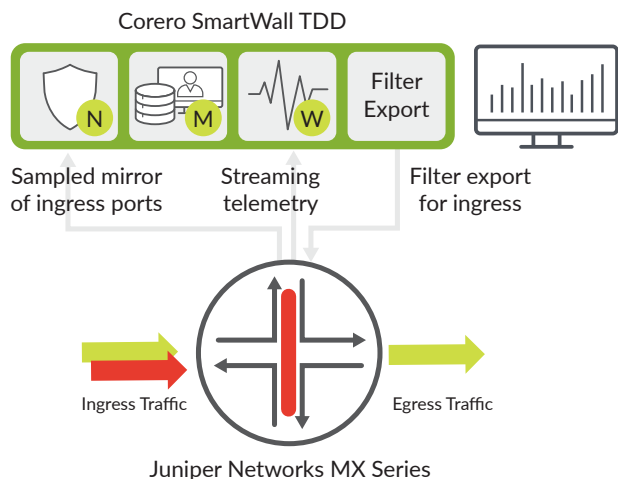 Corero SmartWall TDD
N
M
W
Filter
Export
Sampled mirror
of ingress ports
Streaming
telemetry
Filter export
for ingress
Ingress Traffic
Egress Traffic
Juniper Networks MX Series